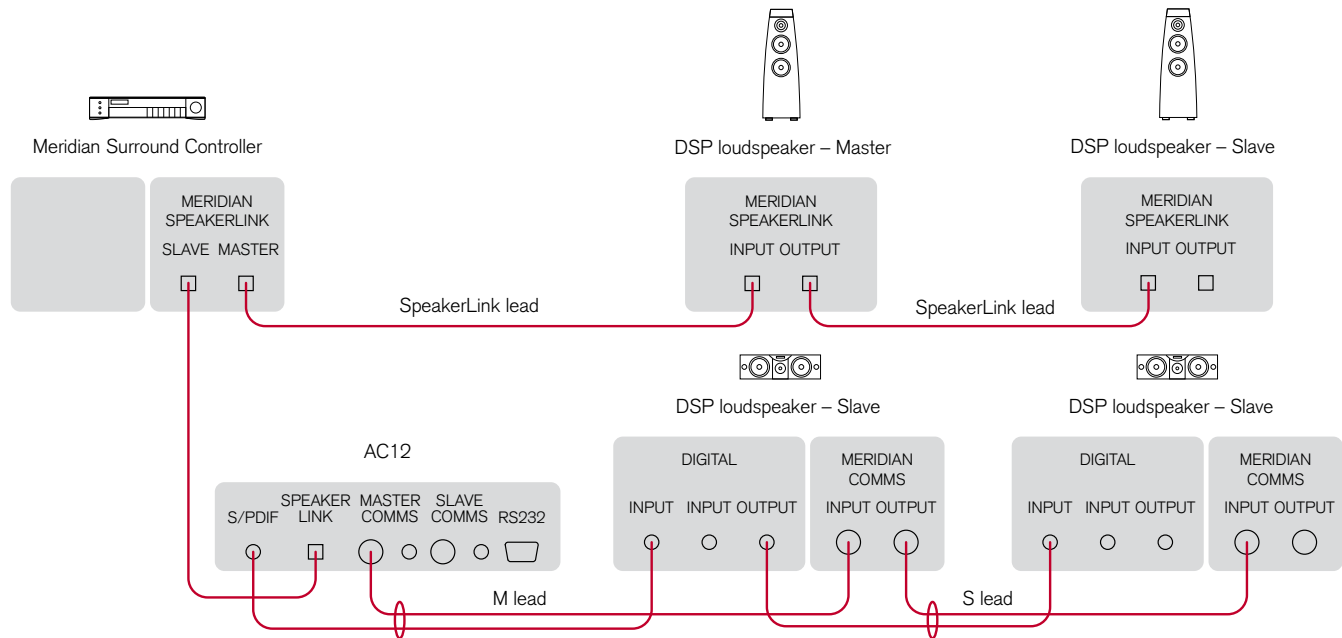 Meridian Surround Controller
DSP loudspeaker – Master
DSP loudspeaker – Slave
MERIDIAN
SPEAKERLINK
SLAVE MASTER
MERIDIAN
SPEAKERLINK
INPUT OUTPUT
MERIDIAN
SPEAKERLINK
INPUT OUTPUT
SpeakerLink lead
SpeakerLink lead
DSP loudspeaker – Slave
DSP loudspeaker – Slave
AC12
S/PDIF
SPEAKER
LINK
MASTER
COMMS
SLAVE
COMMS
RS232
DIGITAL
INPUT INPUT OUTPUT
MERIDIAN
COMMS
INPUT OUTPUT
DIGITAL
INPUT INPUT OUTPUT
MERIDIAN
COMMS
INPUT OUTPUT
M lead
S lead